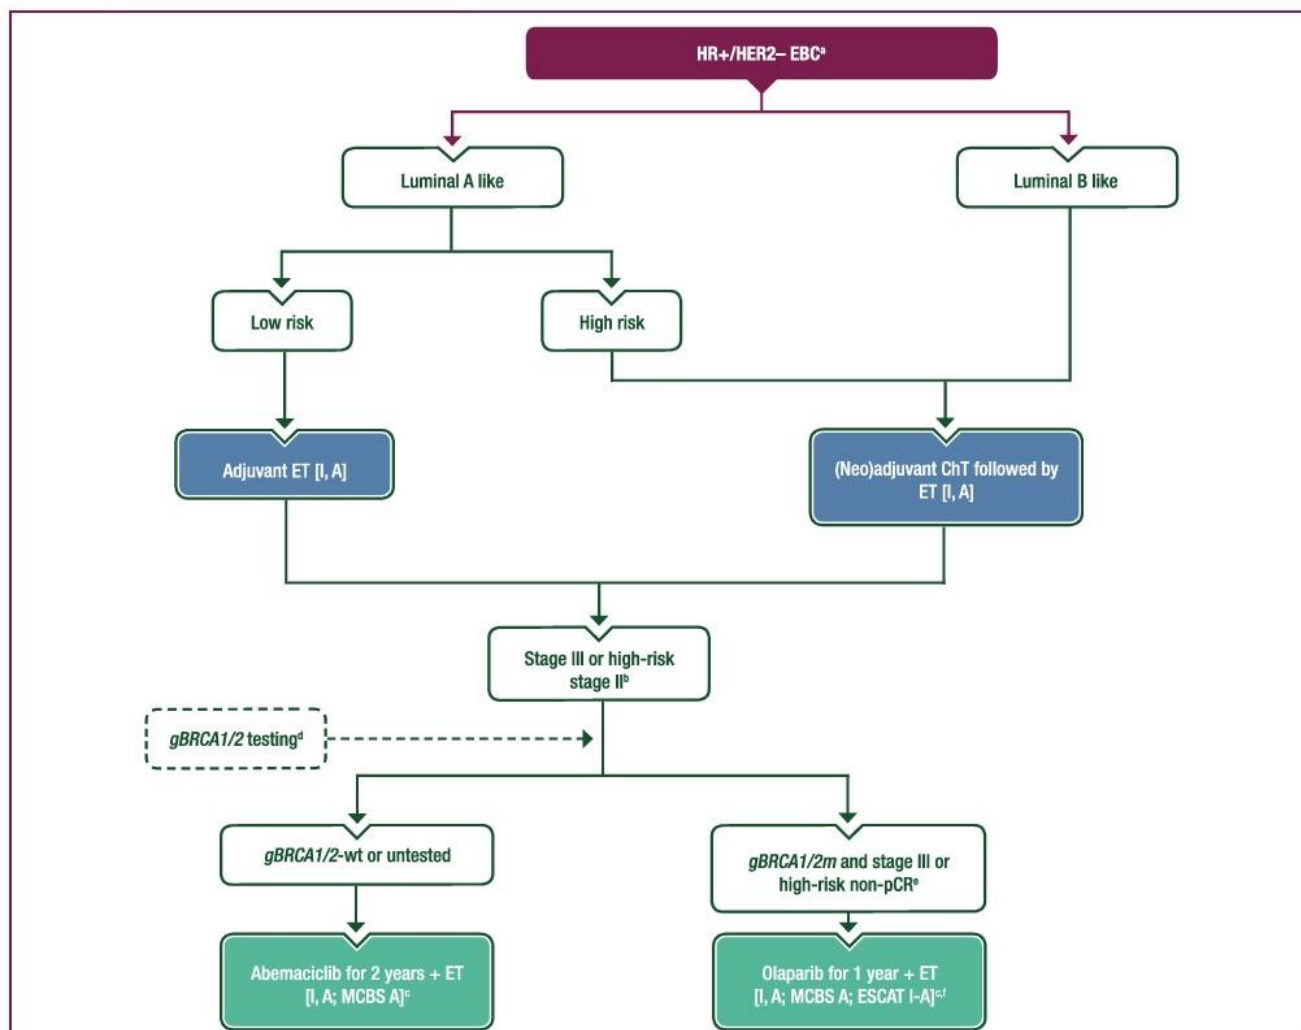 HR+/HER2– EBCᵃ
Luminal A like
Luminal B like
Low risk
High risk
Adjuvant ET [I, A]
(Neo)adjuvant ChT followed by
ET [I, A]
Stage III or high-risk
stage IIᵇ
gBRCA1/2 testingᵈ
gBRCA1/2-wt or untested
gBRCA1/2m and stage III or
high-risk non-pCRᵉ
Abemaciclib for 2 years + ET
[I, A; MCBS A]ᶜ
Olaparib for 1 year + ET
[I, A; MCBS A; ESCAT I-A]ᶜ,ᶠ